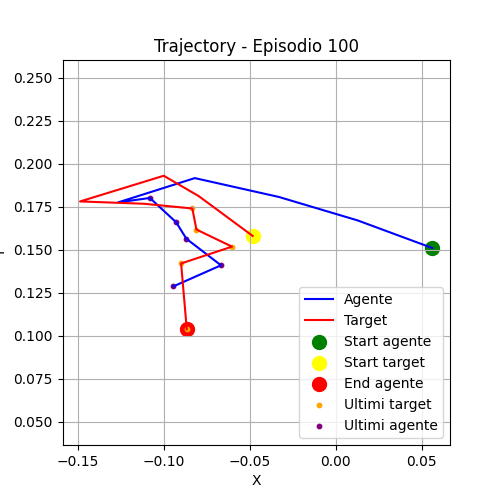 Trajectory - Episodio 100
0.250
0.225
0.200
0.175
0.150
0.125
0.100
0.075
0.050
−0.15
−0.10
−0.05
0.00
0.05
X
Agente
Target
Start agente
Start target
End agente
Ultimi target
Ultimi agente